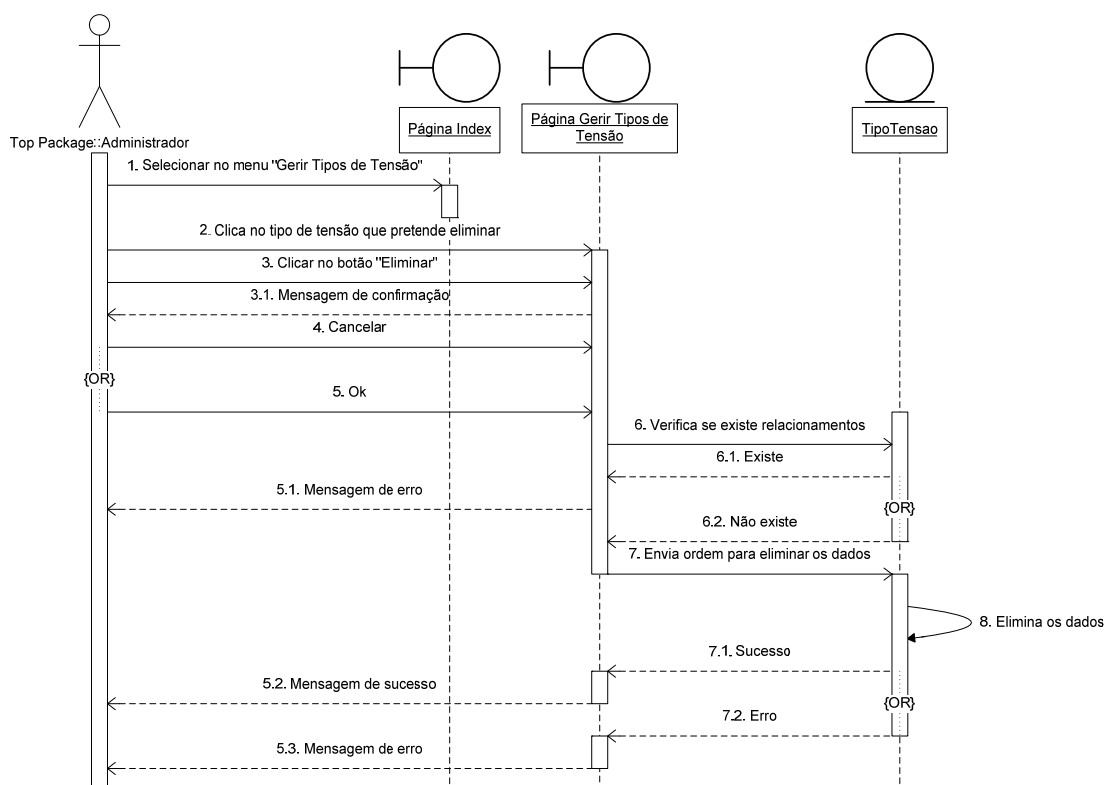 Top Package::Administrador
Página Index
Página Gerir Tipos de
Tensão
TipoTensao
1. Selecionar no menu "Gerir Tipos de Tensão"
2. Clica no tipo de tensão que pretende eliminar
3. Clicar no botão "Eliminar"
3.1. Mensagem de confirmação
4. Cancelar
{OR}
5. Ok
6. Verifica se existe relacionamentos
6.1. Existe
5.1. Mensagem de erro
{OR}
6.2. Não existe
7. Envia ordem para eliminar os dados
8. Elimina os dados
7.1. Sucesso
5.2. Mensagem de sucesso
{OR}
7.2. Erro
5.3. Mensagem de erro